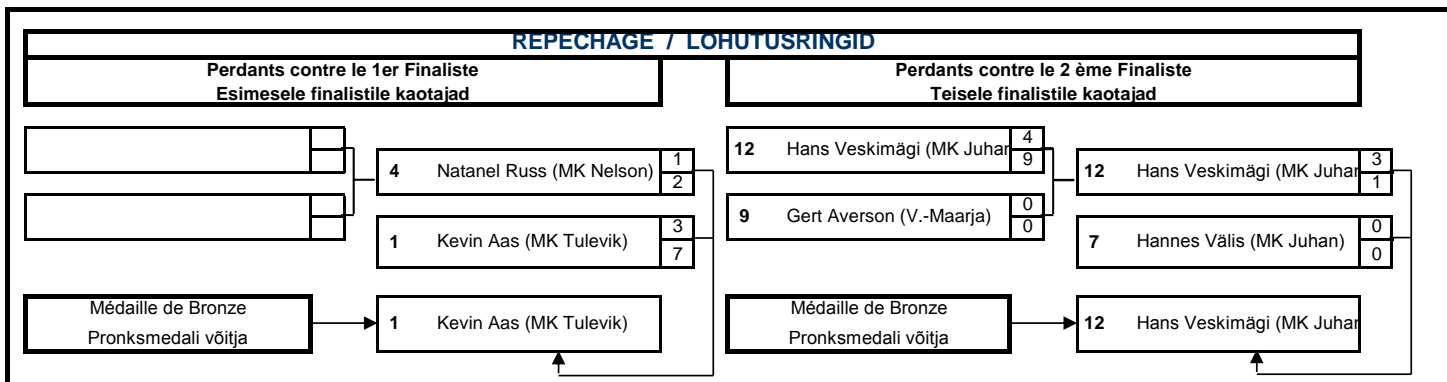 REPECHAGE / LOHUTUSRINGID
Perdants contre le 1er Finaliste
Esimesele finalistile kaotajad
Perdants contre le 2 ème Finaliste
Teisele finalistile kaotajad
4 Natanel Russ (MK Nelson) 1
2
1 Kevin Aas (MK Tulevik) 3
7
12 Hans Veskimägi (MK Juhan 4
9
9 Gert Averson (V.-Maarja) 0
0
12 Hans Veskimägi (MK Juhan 3
1
7 Hannes Välis (MK Juhan) 0
0
Médaille de Bronze
Pronksmedali võitja
1 Kevin Aas (MK Tulevik)
Médaille de Bronze
Pronksmedali võitja
12 Hans Veskimägi (MK Juhan